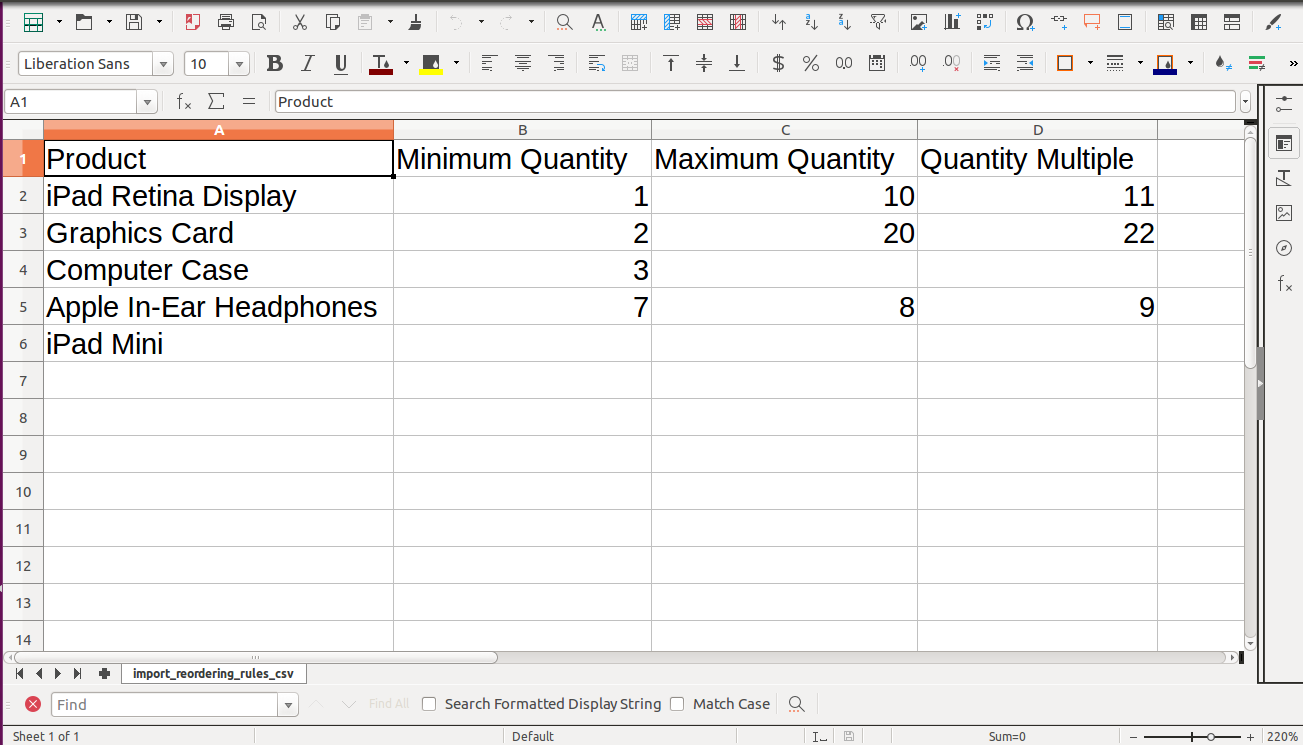 Liberation Sans 10
A1 Product
A B C D
1 Product Minimum Quantity Maximum Quantity Quantity Multiple
2 iPad Retina Display 1 10 11
3 Graphics Card 2 20 22
4 Computer Case 3
5 Apple In-Ear Headphones 7 8 9
6 iPad Mini
7
8
9
10
11
12
13
14
import_reordering_rules_csv
Find Find All Search Formatted Display String Match Case
Sheet 1 of 1 Default Sum=0 220%